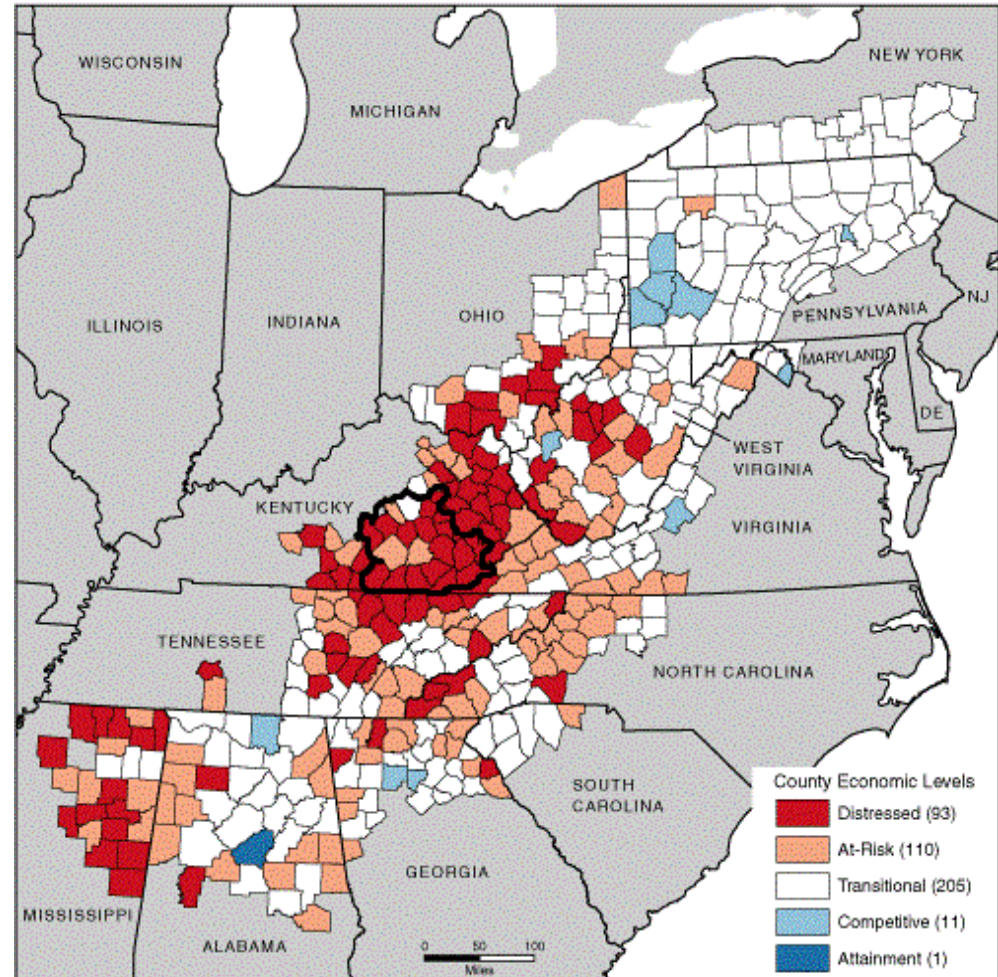 WISCONSIN
NEW YORK
MICHIGAN
NJ
PENNSYLVANIA
OHIO
ILLINOIS
INDIANA
MARYLAND
DE
WEST
VIRGINIA
KENTUCKY
VIRGINIA
TENNESSEE
NORTH CAROLINA
SOUTH
CAROLINA
GEORGIA
MISSISSIPPI
ALABAMA
0 50 100
Miles
County Economic Levels
Distressed (93)
At-Risk (110)
Transitional (205)
Competitive (11)
Attainment (1)